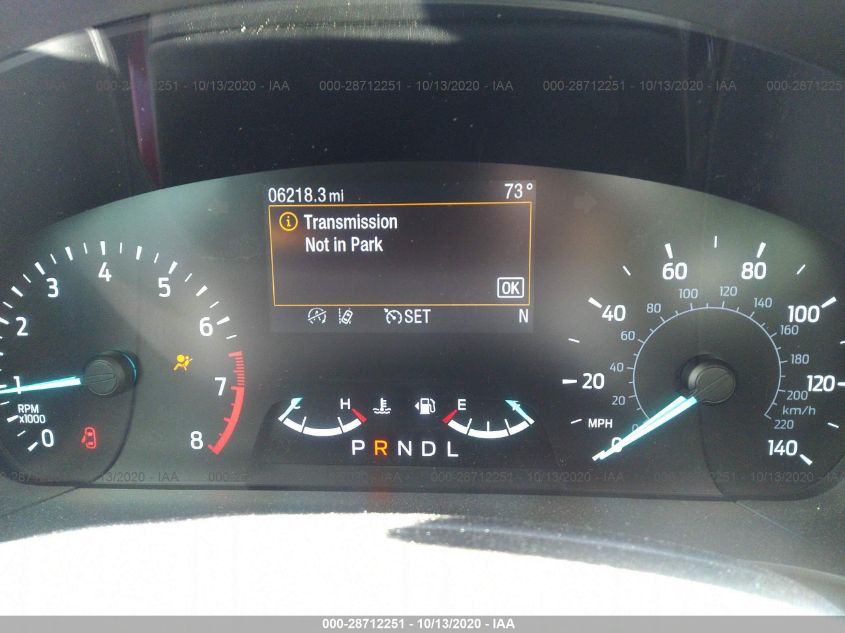 000-28712251 - 10/13/2020 - IAA
000-28712251 - 10/13/2020 - IAA
000-28712251 - 10/13/2020 - IAA
06218.3 mi
73°
Transmission
Not in Park
OK
SET
N
0
1
2
3
4
5
6
7
8
RPM
x1000
C
H
E
F
P R N D L
0
20
40
60
80
100
120
140
MPH
20
40
60
80
100
120
140
160
180
200
220
km/h
000-28712251 - 10/13/2020 - IAA